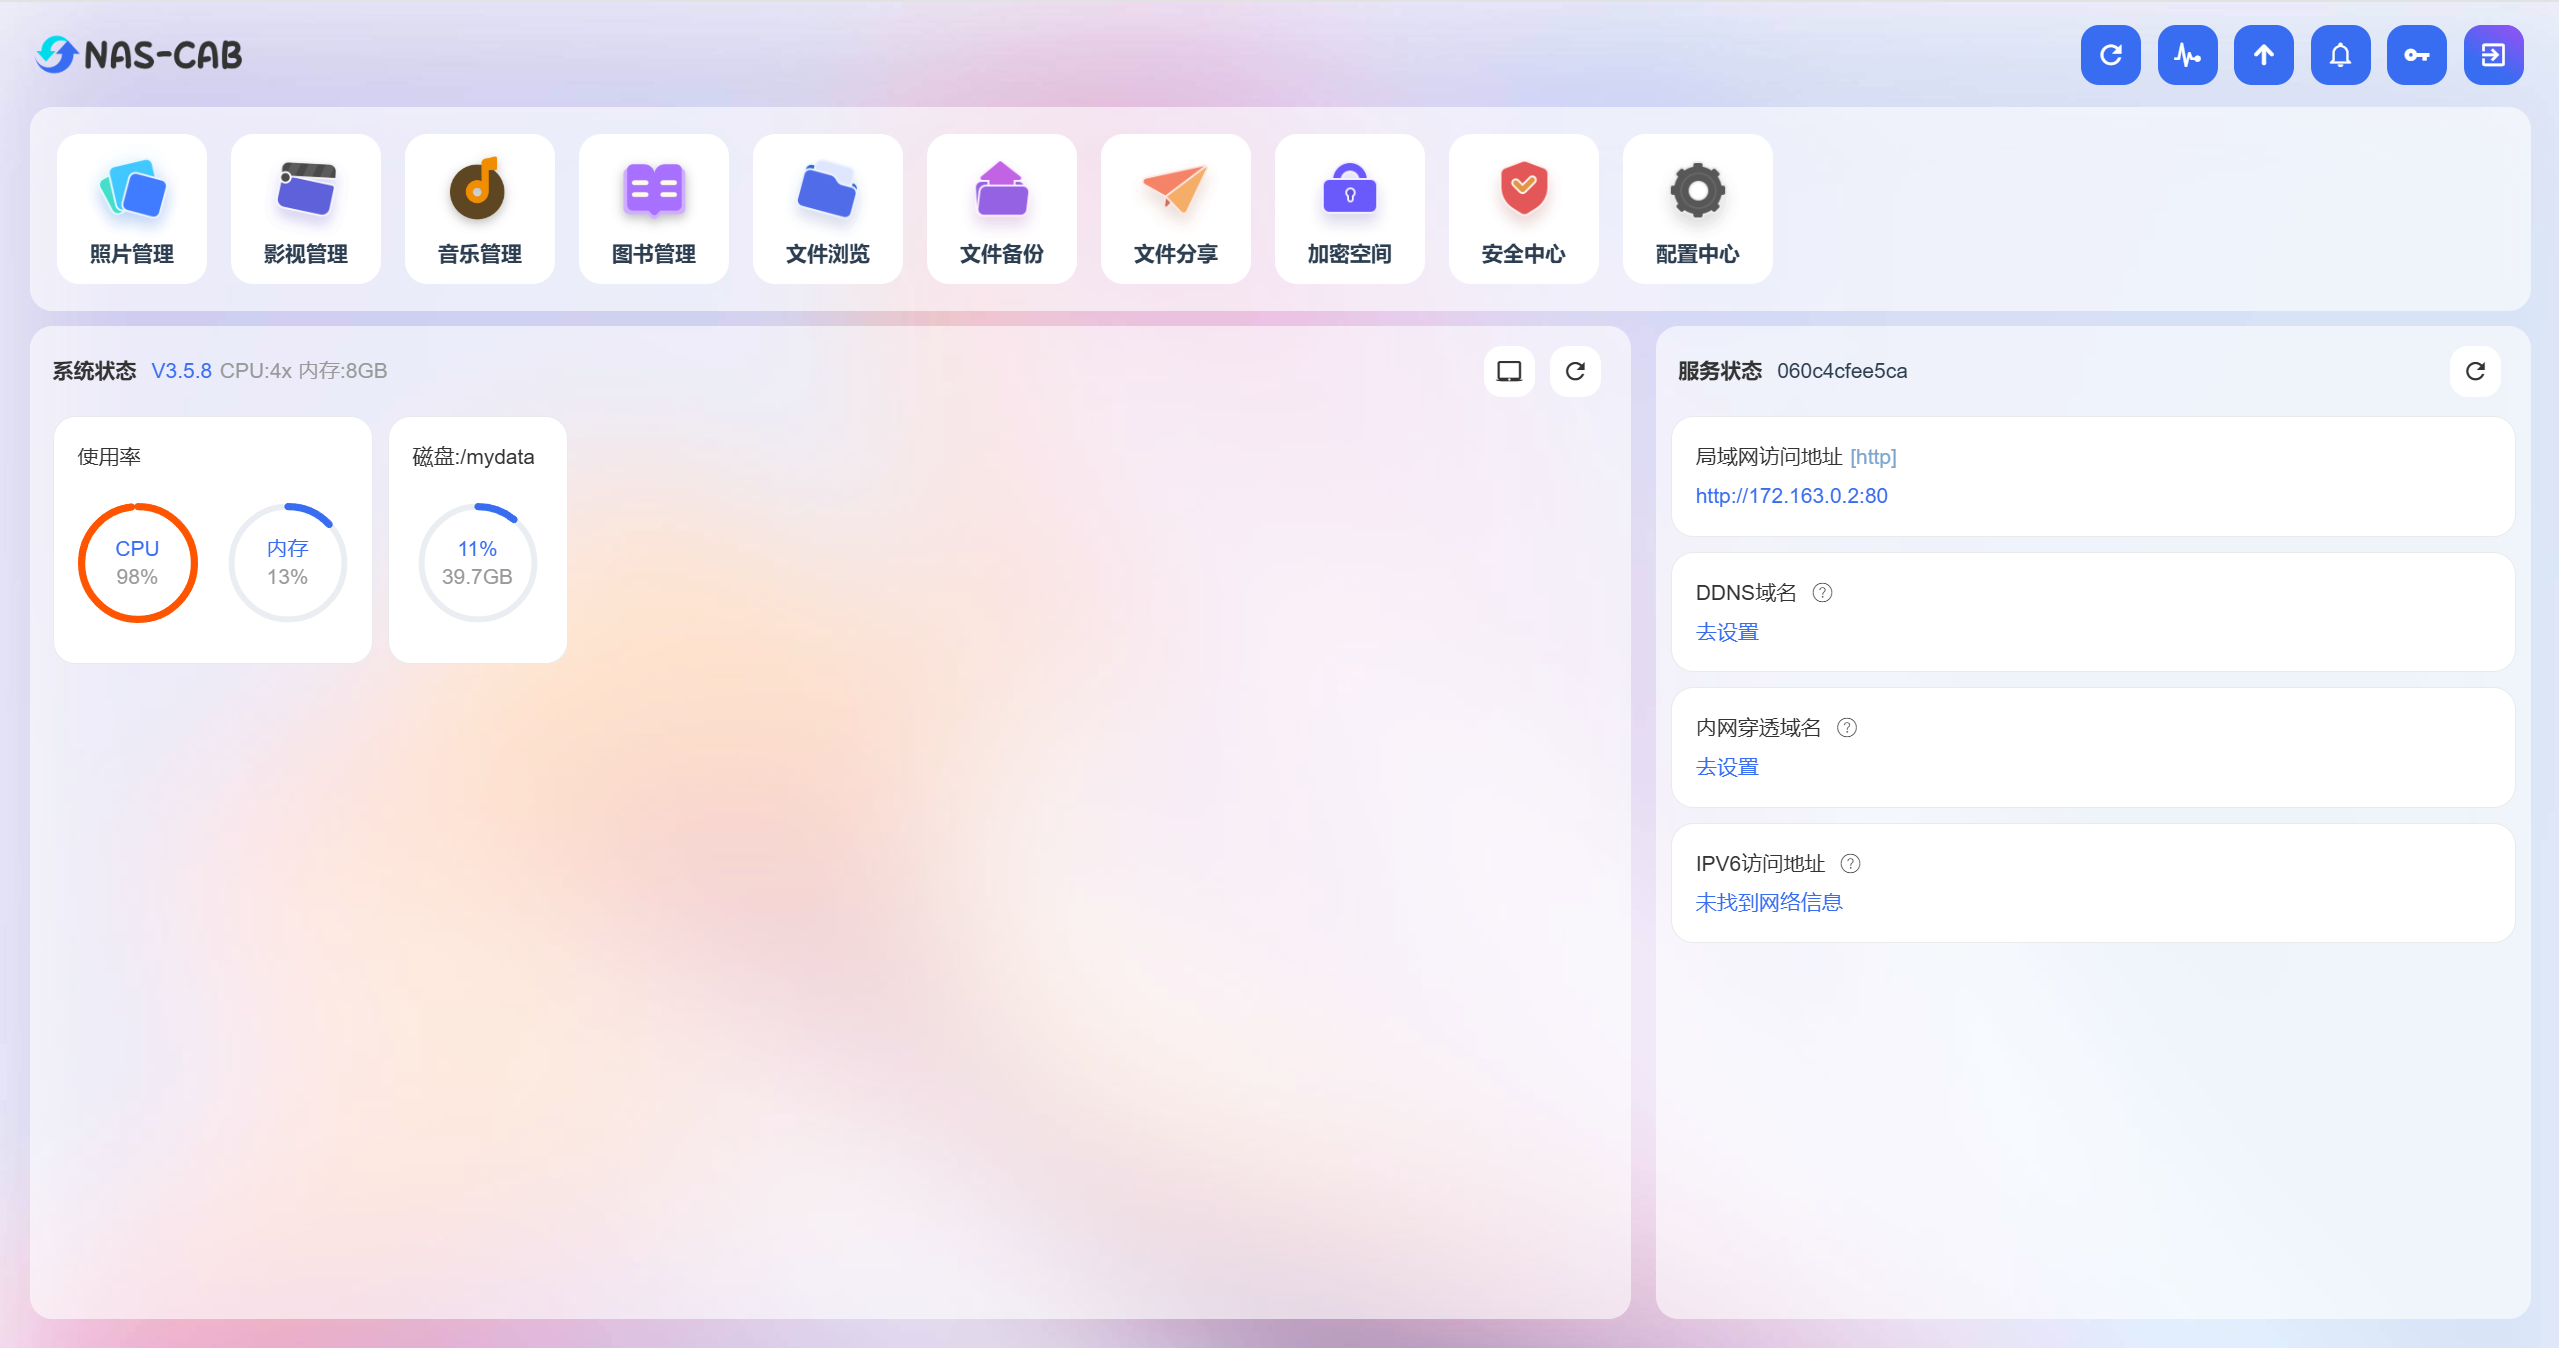 NAS-CAB
照片管理
影视管理
音乐管理
图书管理
文件浏览
文件备份
文件分享
加密空间
安全中心
配置中心
系统状态 V3.5.8 CPU:4x 内存:8GB
使用率
CPU
98%
内存
13%
磁盘:/mydata
11%
39.7GB
服务状态 060c4cfee5ca
局域网访问地址 [http]
http://172.163.0.2:80
DDNS域名 ?
去设置
内网穿透域名 ?
去设置
IPV6访问地址 ?
未找到网络信息